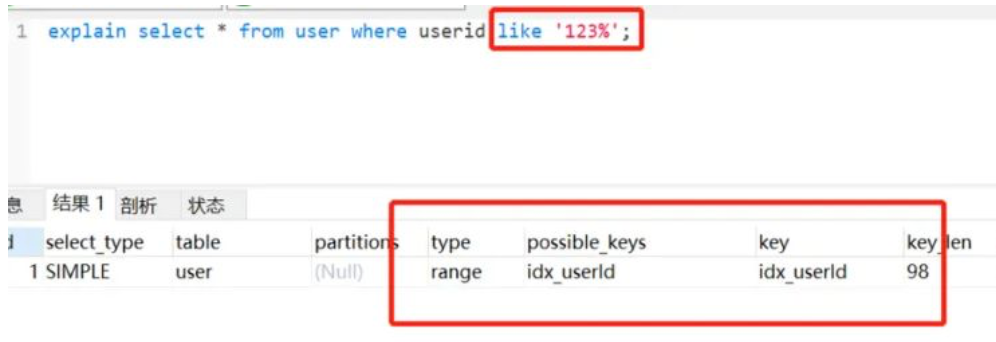 1 explain select * from user where userid like '123%';
息 结果 1 剖析 状态
d select_type table partitions type possible_keys key key_len
1 SIMPLE user (Null) range idx_userId idx_userId 98